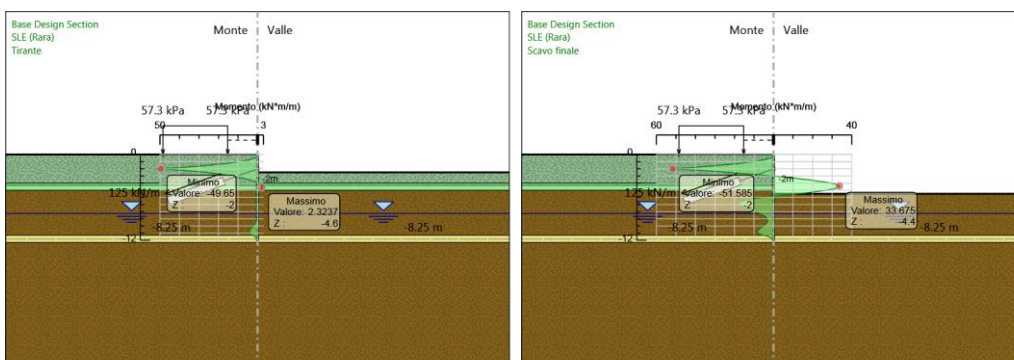 Base Design Section
SLE (Rara)
Tirante
Monte
Valle
57.3 kPa
Momento (kN*m/m)
50
3
0
-2m
125 kN/m
Minimo
Valore: -49.65
Z : -2
Massimo
Valore: 2.3237
Z : -4.6
-8.25 m
-8.25 m
-12
Base Design Section
SLE (Rara)
Scavo finale
Monte
Valle
57.3 kPa
Momento (kN*m/m)
60
40
0
-2m
125 kN/m
Minimo
Valore: -51.585
Z : -2
Massimo
Valore: 33.675
Z : -4.4
-8.25 m
-8.25 m
-12